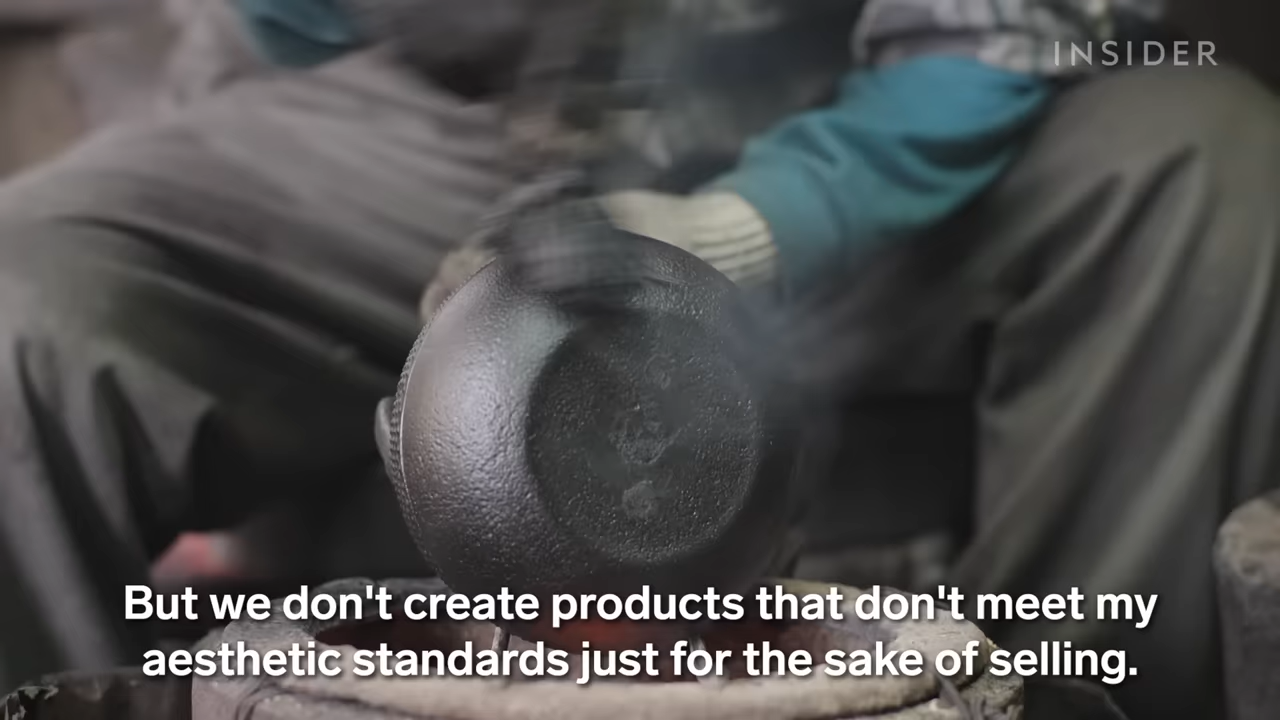 INSIDER
But we don't create products that don't meet my
aesthetic standards just for the sake of selling.